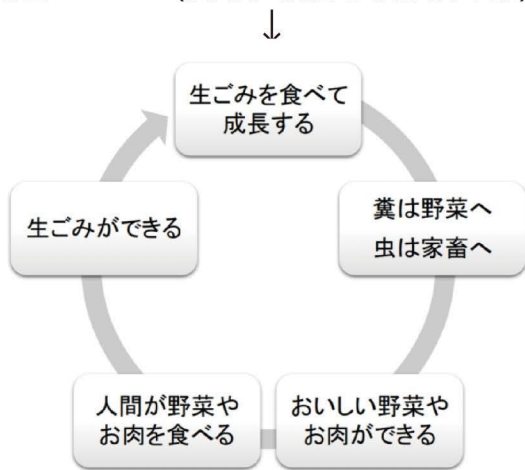 ↓
生ごみを食べて
成長する
糞は野菜へ
虫は家畜へ
おいしい野菜や
お肉ができる
人間が野菜や
お肉を食べる
生ごみができる